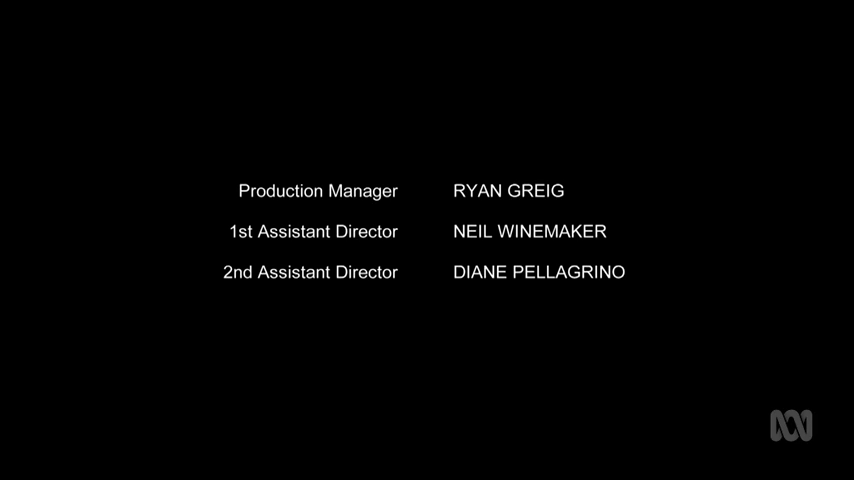 Production Manager RYAN GREIG
1st Assistant Director NEIL WINEMAKER
2nd Assistant Director DIANE PELLAGRINO